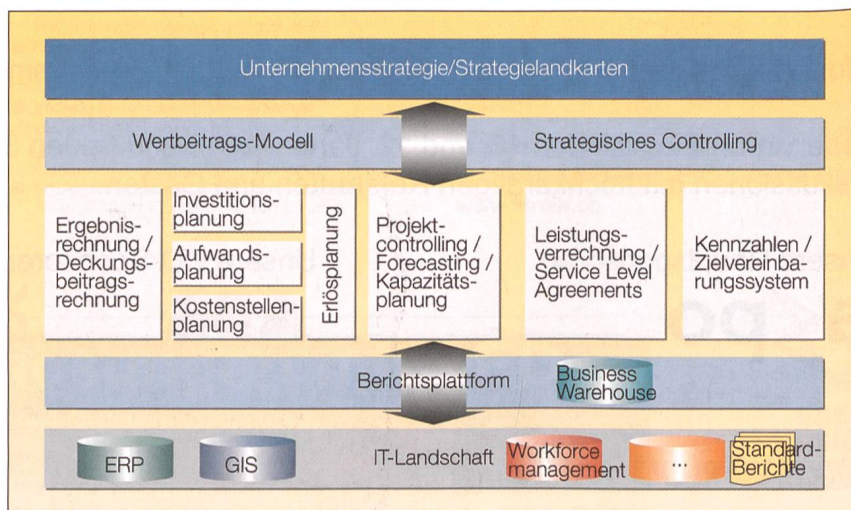 Unternehmensstrategie/Strategielandkarten
Wertbeitrags-Modell
Strategisches Controlling
Ergebnis-
rechnung /
Deckungs-
beitrags-
rechnung
Investitions-
planung
Aufwands-
planung
Kostenstellen-
planung
Erlösplanung
Projekt-
controlling /
Forecasting /
Kapazitäts-
planung
Leistungs-
verrechnung /
Service Level
Agreements
Kennzahlen /
Zielvereinba-
rungssystem
Berichtsplattform
Business
Warehouse
ERP
GIS
IT-Landschaft
Workforce
management
...
Standard-
Berichte